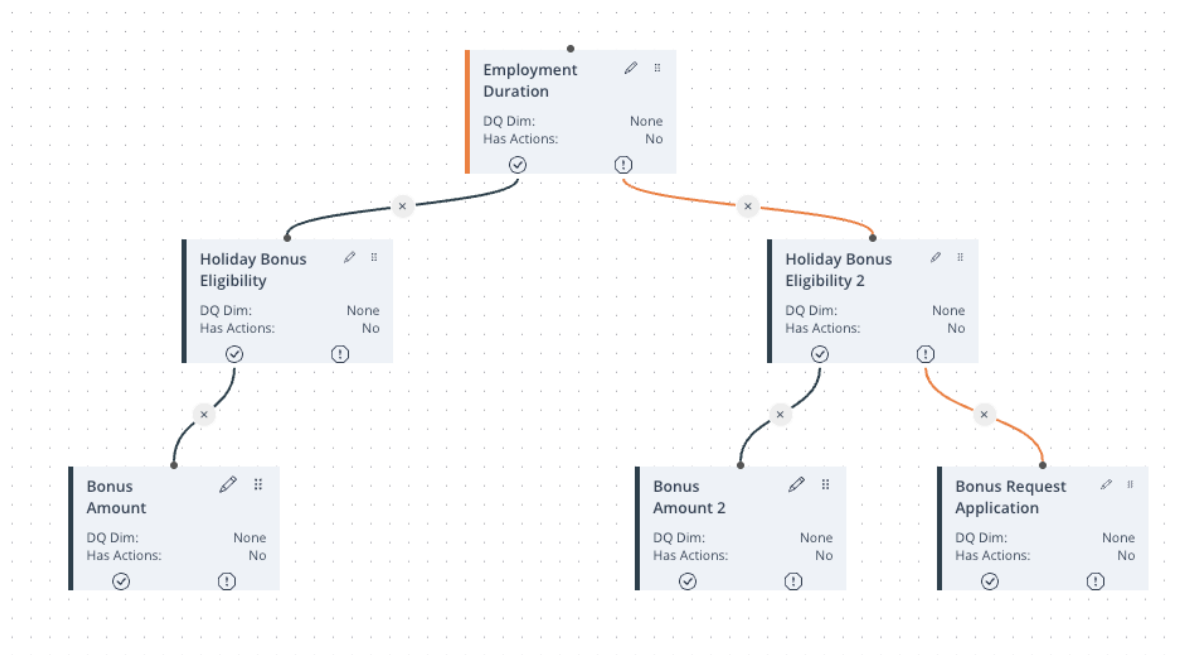 Employment
Duration
DQ Dim: None
Has Actions: No
Holiday Bonus
Eligibility
DQ Dim: None
Has Actions: No
Holiday Bonus
Eligibility 2
DQ Dim: None
Has Actions: No
Bonus
Amount
DQ Dim: None
Has Actions: No
Bonus
Amount 2
DQ Dim: None
Has Actions: No
Bonus Request
Application
DQ Dim: None
Has Actions: No